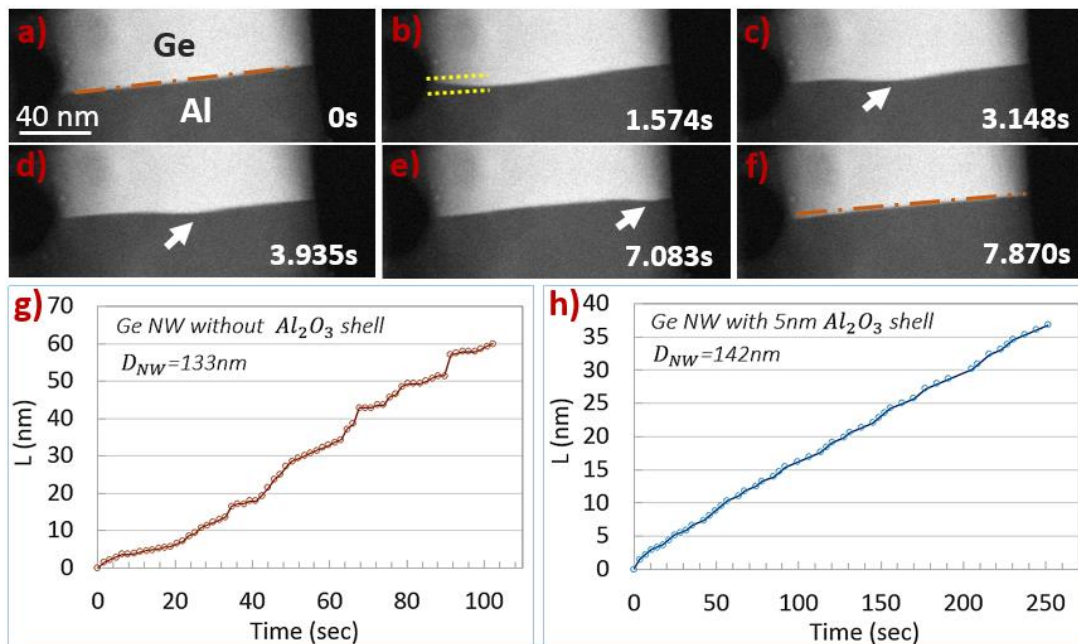 a)
Ge
Al
40 nm
0s
b)
1.574s
c)
3.148s
d)
3.935s
e)
7.083s
f)
7.870s
g)
Ge NW without Al₂O₃ shell
D_NW=133nm
L (nm)
70
60
50
40
30
20
10
0
0 20 40 60 80 100
Time (sec)
h)
Ge NW with 5nm Al₂O₃ shell
D_NW=142nm
L (nm)
40
35
30
25
20
15
10
5
0
0 50 100 150 200 250
Time (sec)